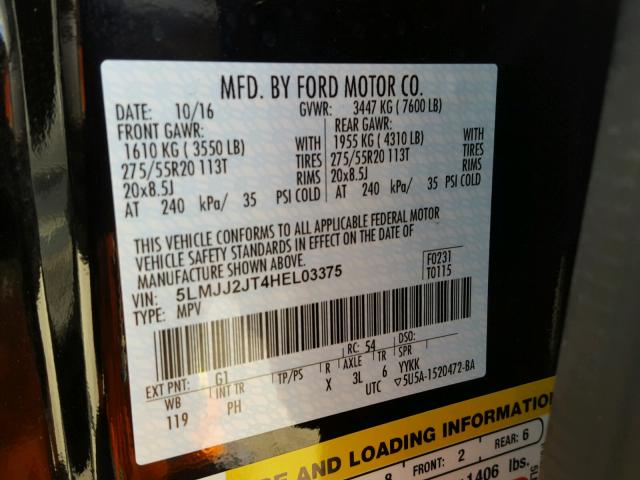 MFD. BY FORD MOTOR CO.
DATE: 10/16 GVWR: 3447 KG ( 7600 LB)
FRONT GAWR: REAR GAWR:
1610 KG ( 3550 LB) WITH 1955 KG ( 4310 LB) WITH
275/55R20 113T TIRES 275/55R20 113T TIRES
20x8.5J RIMS 20x8.5J RIMS
AT 240 kPa/ 35 PSI COLD AT 240 kPa/ 35 PSI COLD
THIS VEHICLE CONFORMS TO ALL APPLICABLE FEDERAL MOTOR
VEHICLE SAFETY STANDARDS IN EFFECT ON THE DATE OF
MANUFACTURE SHOWN ABOVE.
VIN: 5LMJJ2JT4HEL03375 F0231
TYPE: MPV T0115
EXT PNT: G1 RC: 54 DSO:
WB INT TR TP/PS R AXLE TR SPR
119 PH X 3L 6 YYKK
UTC ▽5U5A-1520472-BA
AND LOADING INFORMATION
FRONT: 2 REAR: 6
1406 lbs.